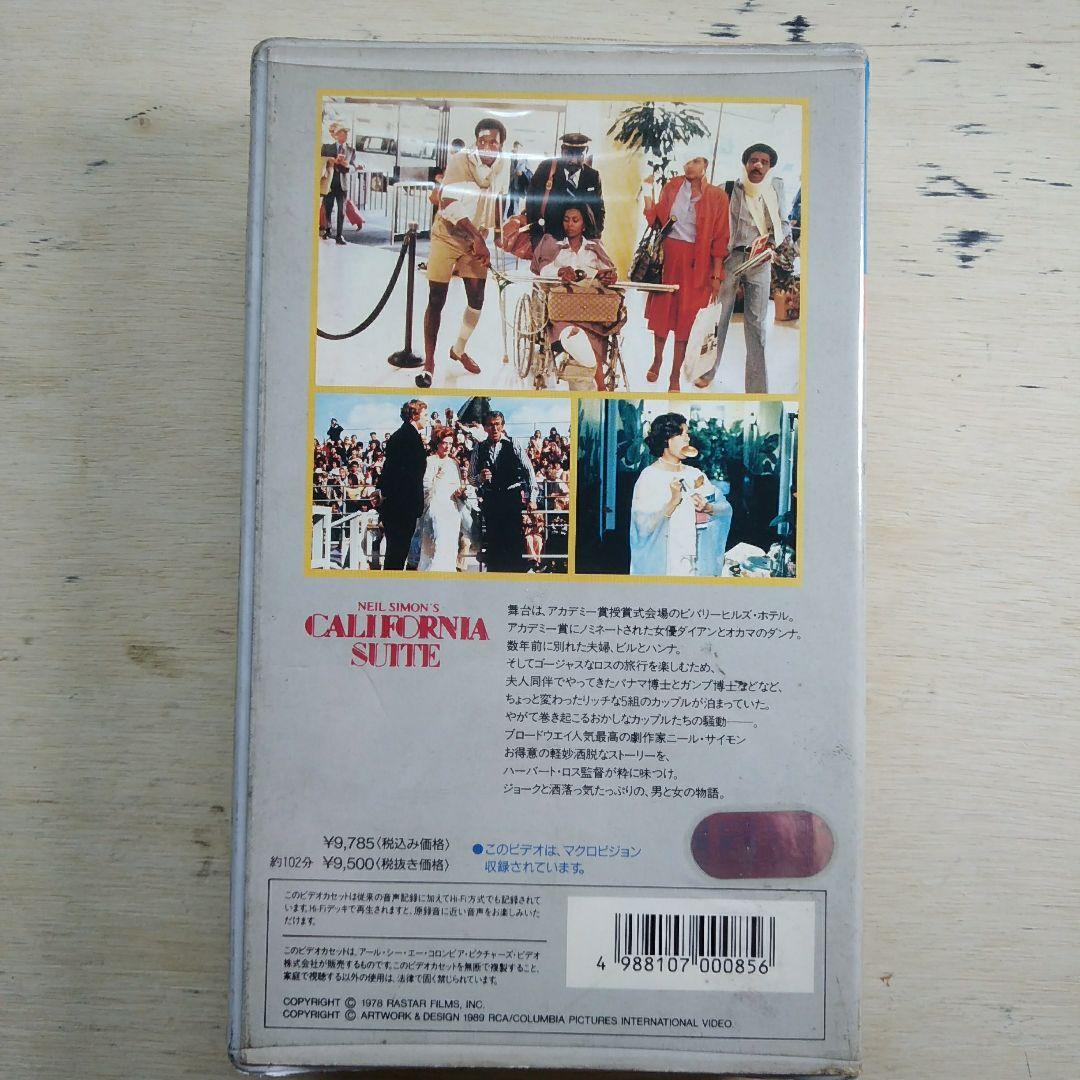 NEIL SIMON'S
CALIFORNIA
SUITE
舞台は、アカデミー賞授賞式会場のビバリーヒルズ・ホテル。
アカデミー賞にノミネートされた女優ダイアンとオカマのダンナ。
数年前に別れた夫婦、ビルとハンナ。
そしてゴージャスなロスの旅行を楽しむため、
夫人同伴でやってきたパナマ博士とガンプ博士などなど、
ちょっと変わったリッチな5組のカップルが泊まっていた。
やがて巻き起こるおかしなカップルたちの騒動――。
ブロードウエイ人気最高の劇作家ニール・サイモン
お得意の軽妙洒脱なストーリーを、
ハーバート・ロス監督が粋に味つけ。
ジョークと洒落っ気たっぷりの、男と女の物語。
¥9,785〈税込み価格〉
約102分 ¥9,500〈税抜き価格〉
●このビデオは、マクロビジョン
収録されています。
このビデオカセットは従来の音声記録に加えてHi-Fi方式でも記録されて
います。Hi-Fiデッキで再生されますと、原録音に近い音声をお楽しみいた
だけます。
このビデオカセットは、アール・シー・エー・コロンビア・ピクチャーズ・ビデオ
株式会社が販売するものです。このビデオカセットを無断で複製すること、
家庭で視聴する以外の使用は、法律で固く禁じられています。
COPYRIGHT © 1978 RASTAR FILMS, INC.
COPYRIGHT © ARTWORK & DESIGN 1989 RCA/COLUMBIA PICTURES INTERNATIONAL VIDEO.
4 988107 000856